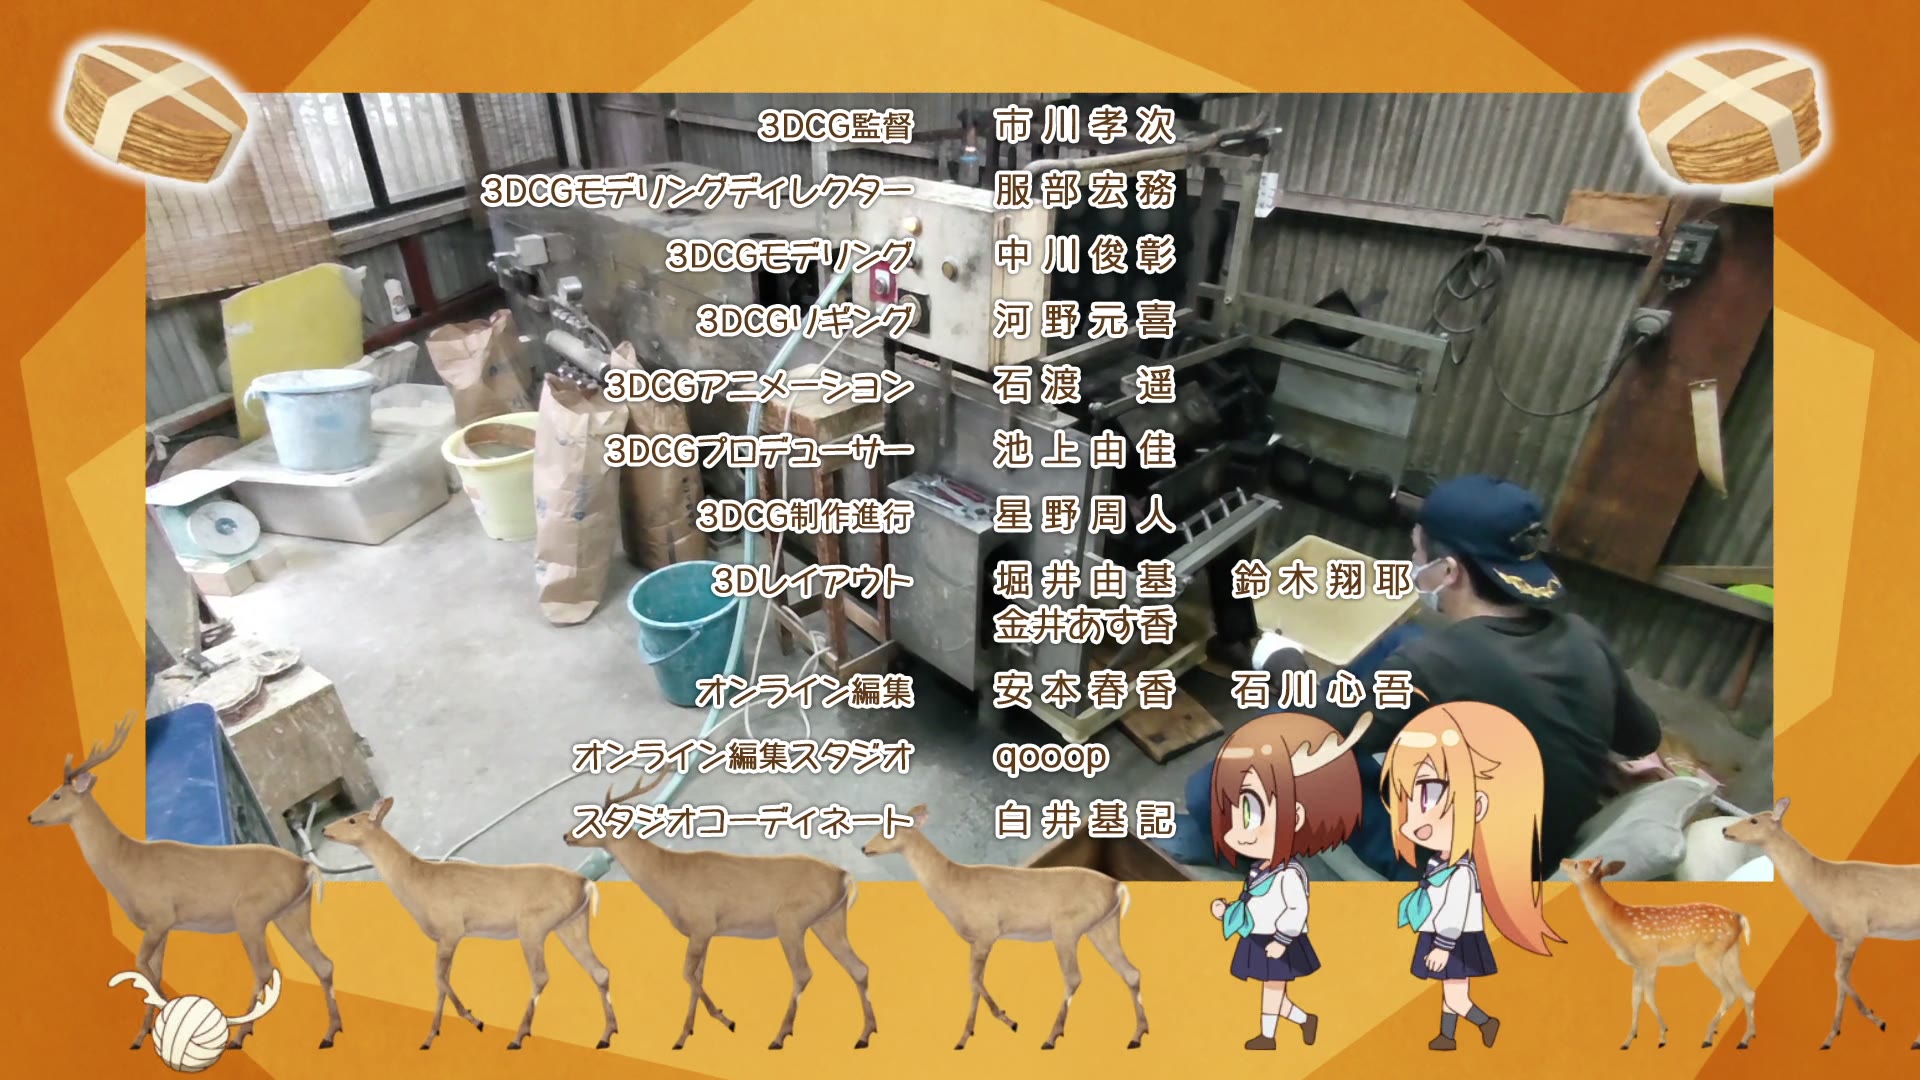 3DCG監督 市川孝次
3DCGモデリングディレクター 服部宏務
3DCGモデリング 中川俊彰
3DCGリギング 河野元喜
3DCGアニメーション 石渡 遥
3DCGプロデューサー 池上由佳
3DCG制作進行 星野周人
3Dレイアウト 堀井由基 鈴木翔耶
金井あす香
オンライン編集 安本春香 石川心吾
オンライン編集スタジオ qooop
スタジオコーディネート 白井基記